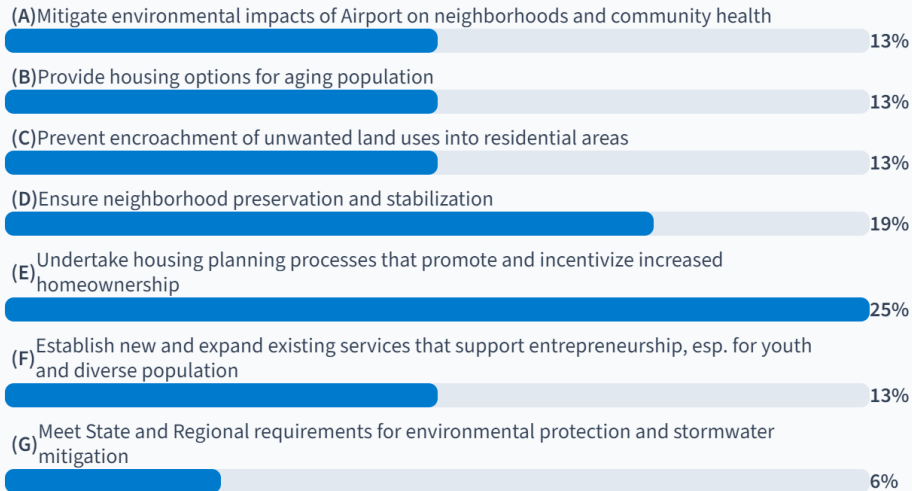 (A)Mitigate environmental impacts of Airport on neighborhoods and community health
13%
(B)Provide housing options for aging population
13%
(C)Prevent encroachment of unwanted land uses into residential areas
13%
(D)Ensure neighborhood preservation and stabilization
19%
(E)Undertake housing planning processes that promote and incentivize increased
homeownership
25%
(F)Establish new and expand existing services that support entrepreneurship, esp. for youth
and diverse population
13%
(G)Meet State and Regional requirements for environmental protection and stormwater
mitigation
6%